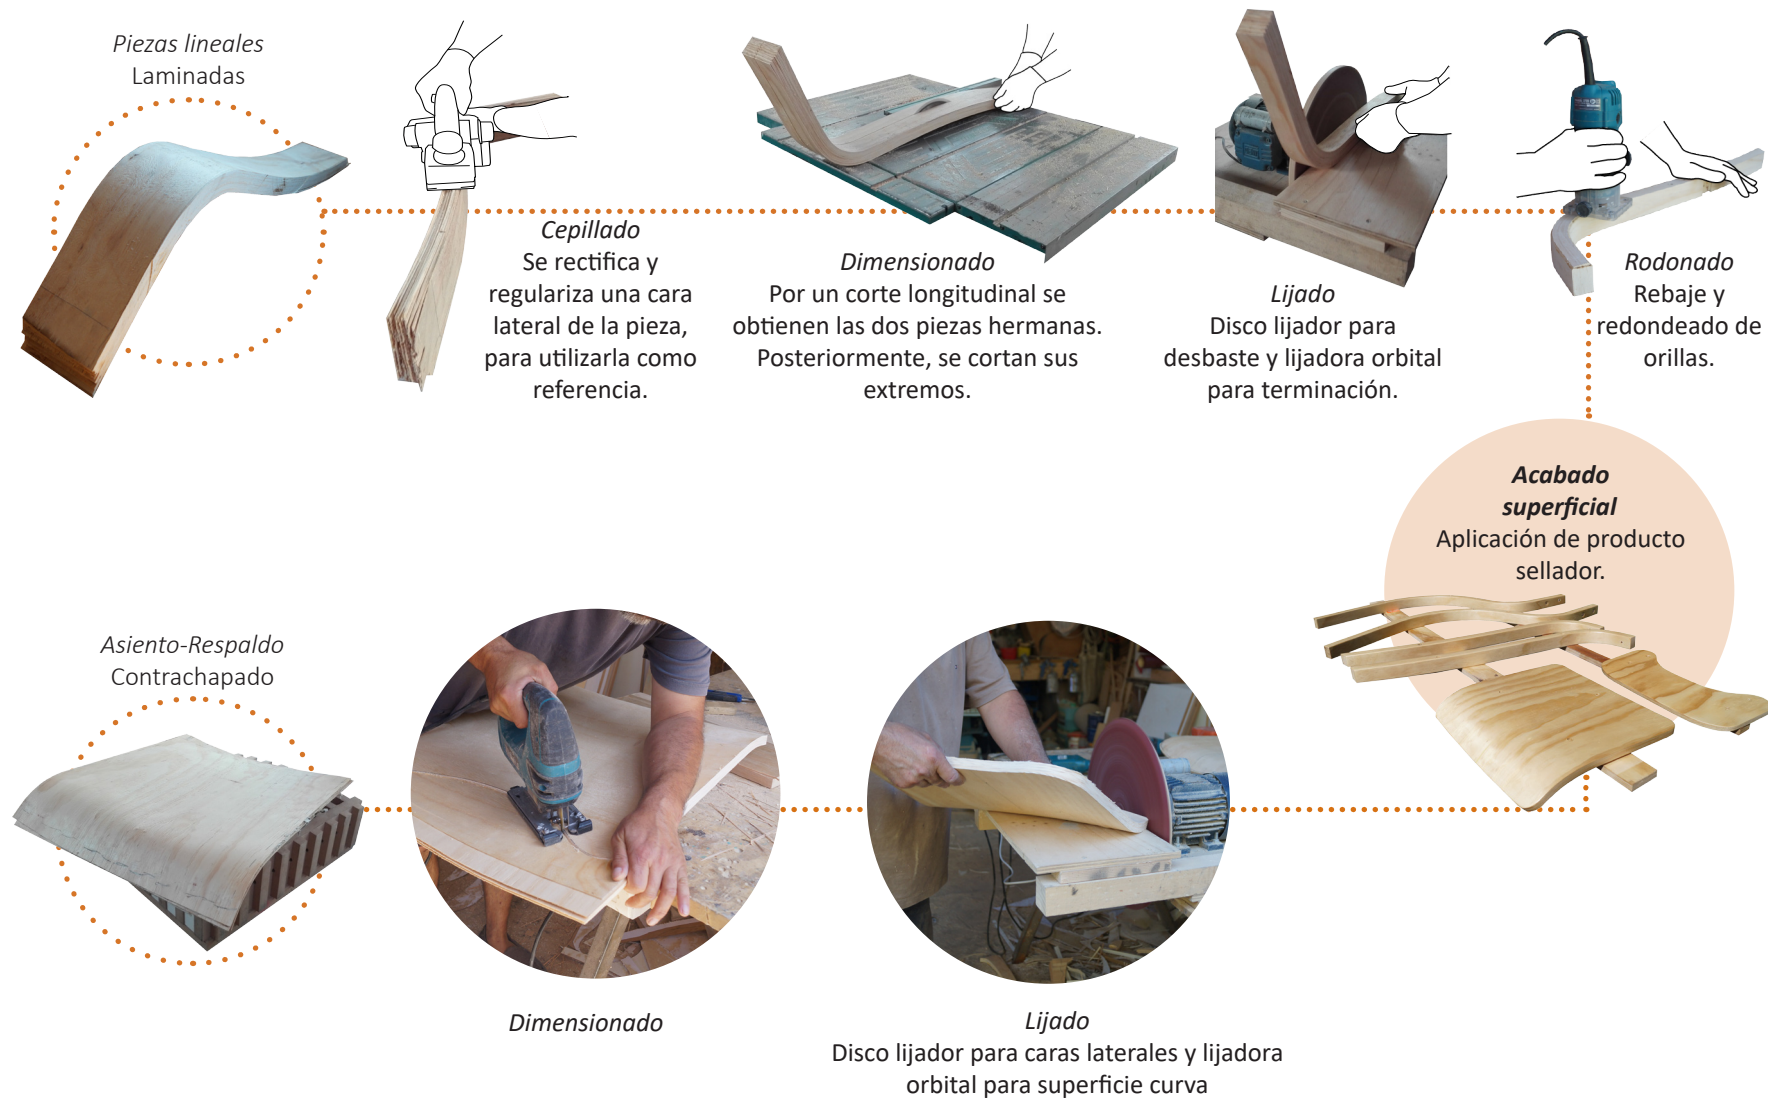 Piezas lineales
Laminadas
Cepillado
Se rectifica y
regulariza una cara
lateral de la pieza,
para utilizarla como
referencia.
Dimensionado
Por un corte longitudinal se
obtienen las dos piezas hermanas.
Posteriormente, se cortan sus
extremos.
Lijado
Disco lijador para
desbaste y lijadora orbital
para terminación.
Rodonado
Rebaje y
redondeado de
orillas.
Acabado
superficial
Aplicación de producto
sellador.
Asiento-Respaldo
Contrachapado
Dimensionado
Lijado
Disco lijador para caras laterales y lijadora
orbital para superficie curva